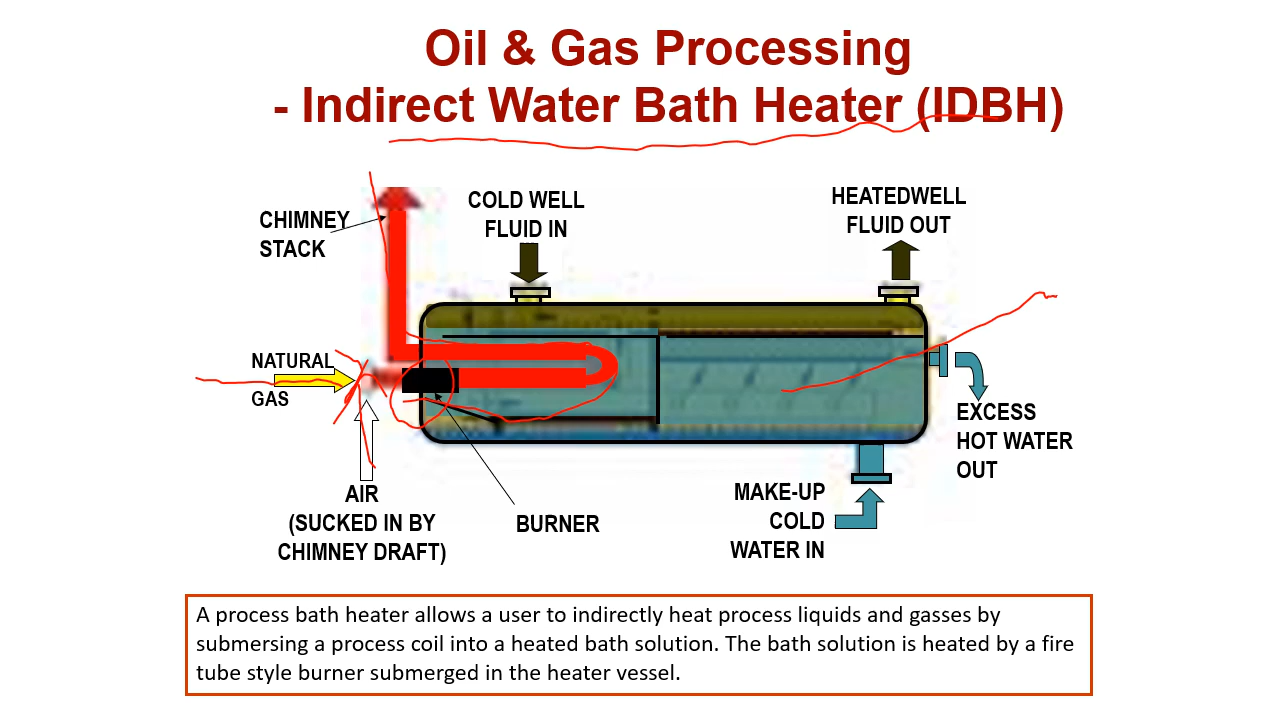 Oil & Gas Processing
- Indirect Water Bath Heater (IDBH)
COLD WELL
FLUID IN
HEATEDWELL
FLUID OUT
CHIMNEY
STACK
NATURAL
GAS
EXCESS
HOT WATER
OUT
AIR
(SUCKED IN BY
CHIMNEY DRAFT)
BURNER
MAKE-UP
COLD
WATER IN
A process bath heater allows a user to indirectly heat process liquids and gasses by
submersing a process coil into a heated bath solution. The bath solution is heated by a fire
tube style burner submerged in the heater vessel.